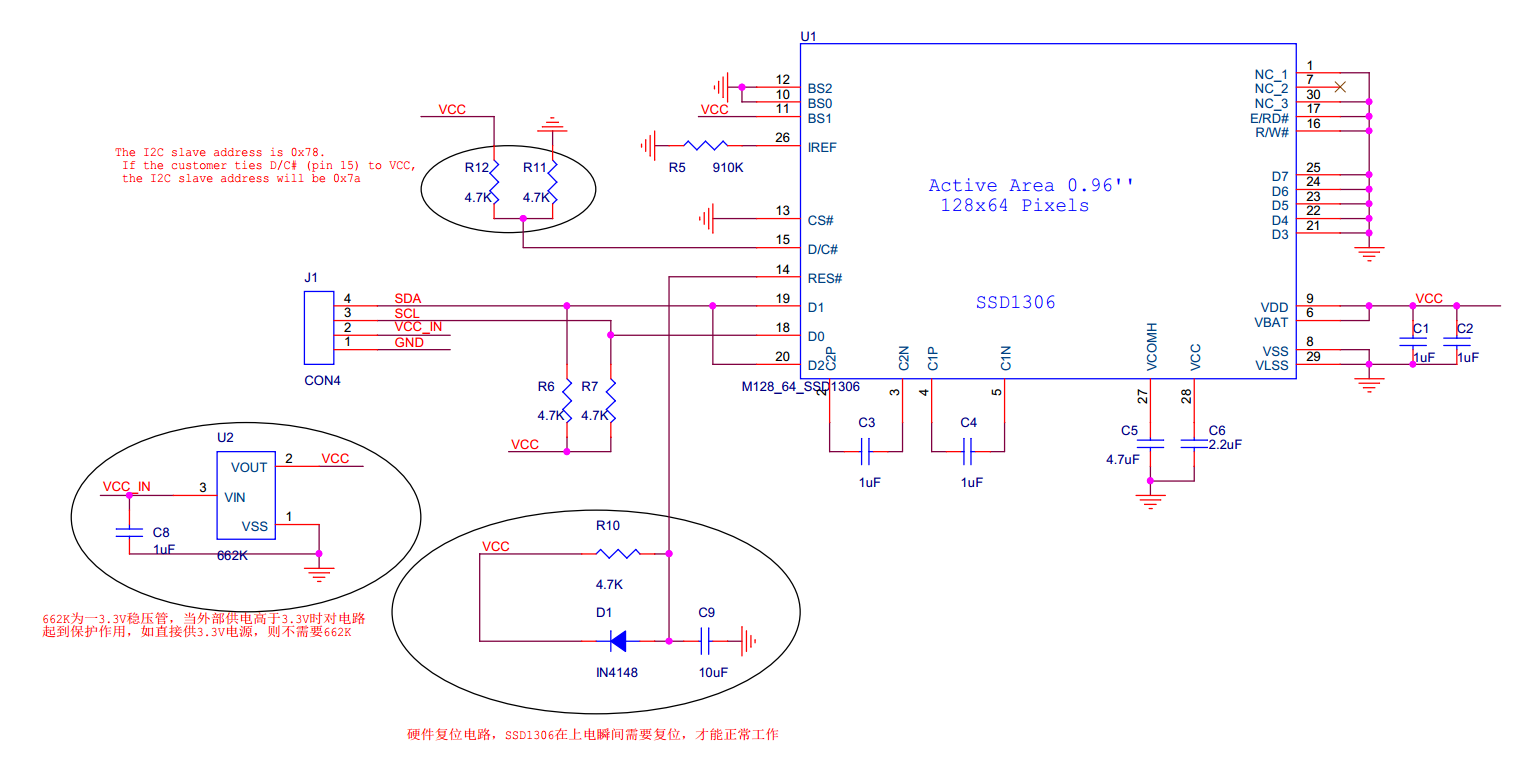 U1
VCC
The I2C slave address is 0x78.
If the customer ties D/C# (pin 15) to VCC,
the I2C slave address will be 0x7a
R12
4.7K
R11
4.7K
12 BS2
10 BS0
VCC 11 BS1
26 IREF
R5 910K
13 CS#
15 D/C#
14 RES#
19 D1
18 D0
20 D2
Active Area 0.96''
128x64 Pixels
SSD1306
NC_1 1
NC_2 7
NC_3 30
E/RD# 17
R/W# 16
D7 25
D6 24
D5 23
D4 22
D3 21
VDD 9
VBAT 6
VSS 8
VLSS 29
VCC
C1
1uF
C2
1uF
J1
4 SDA
3 SCL
2 VCC_IN
1 GND
CON4
R6
4.7K
R7
4.7K
VCC
M128_64_SSD1306
C2P
2
C2N
3
C1P
4
C1N
5
VCOMH
27
VCC
28
C3
1uF
C4
1uF
C5
4.7uF
C6
2.2uF
U2
VOUT 2 VCC
VCC_IN 3 VIN
VSS 1
C8
1uF
662K
662K为一3.3V稳压管，当外部供电高于3.3V时对电路
起到保护作用，如直接供3.3V电源，则不需要662K
R10
VCC
4.7K
D1
IN4148
C9
10uF
硬件复位电路，SSD1306在上电瞬间需要复位，才能正常工作